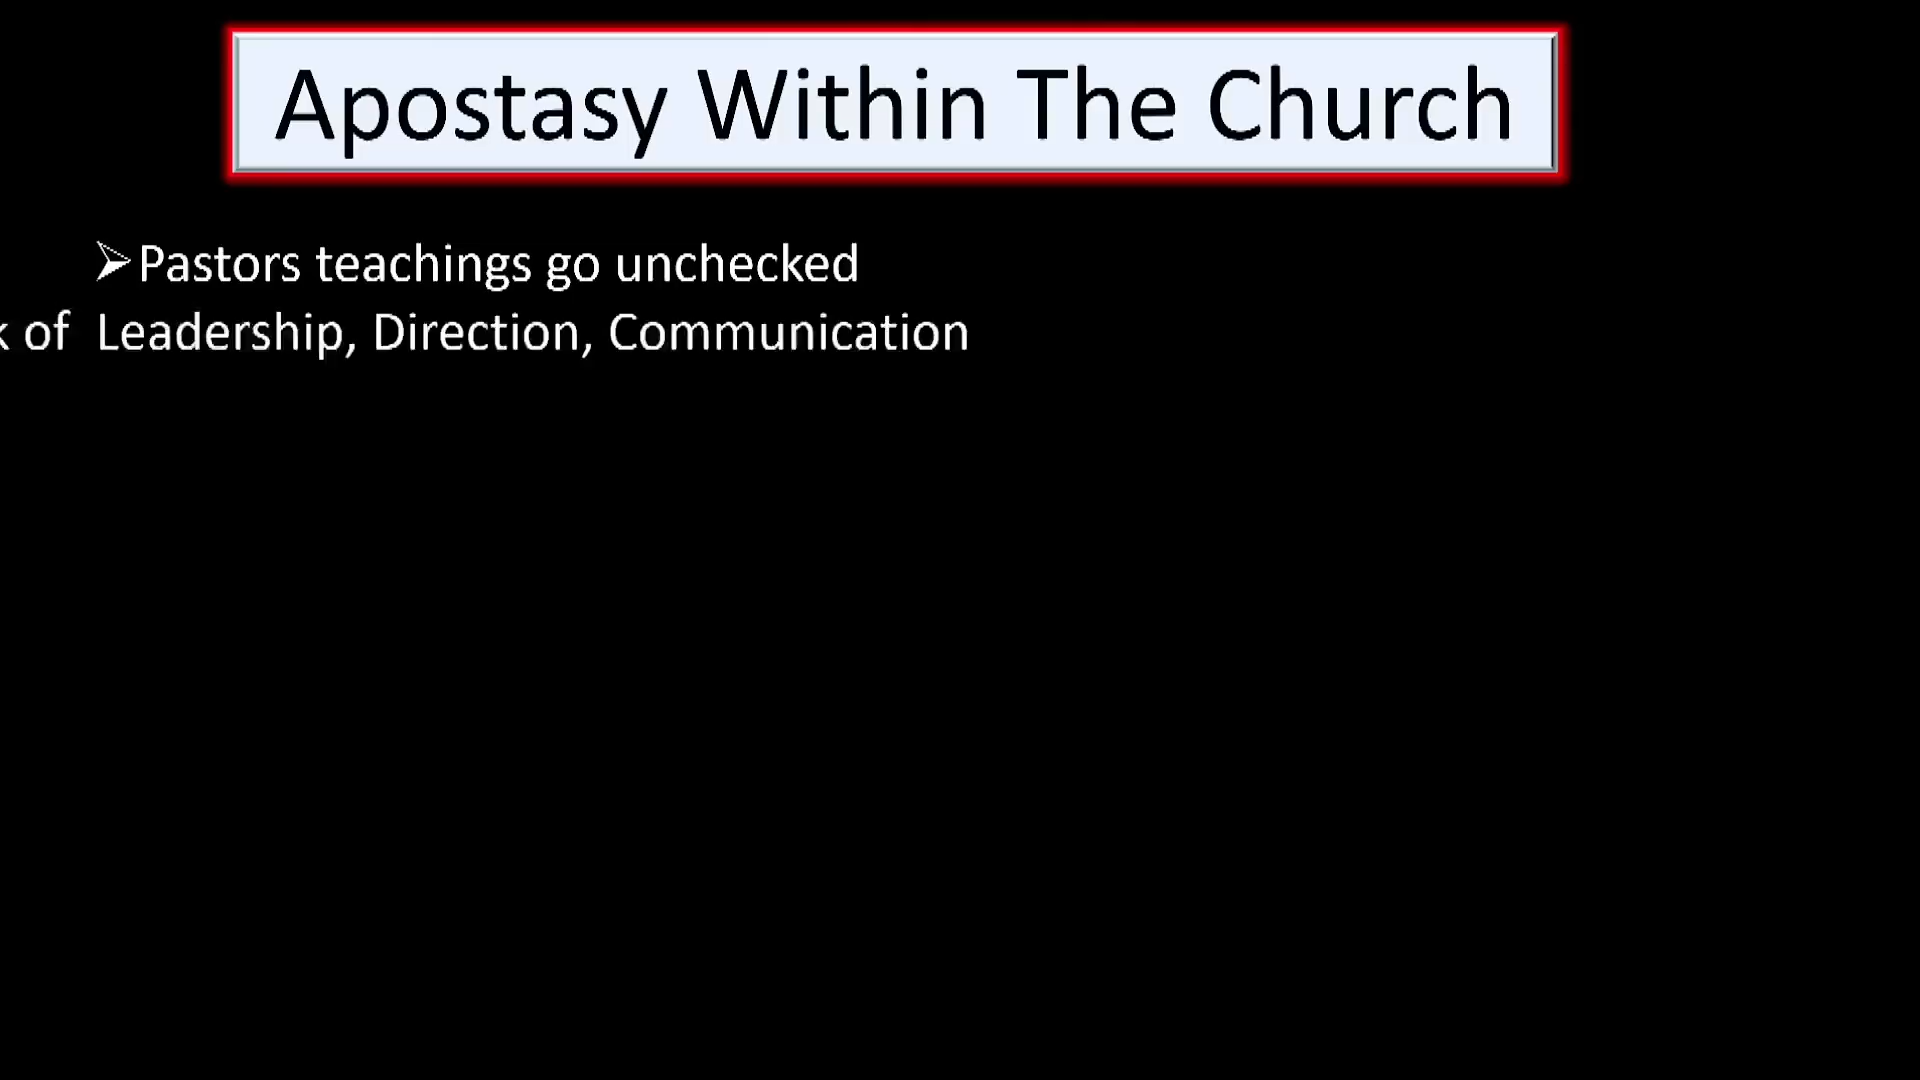 Apostasy Within The Church
➢Pastors teachings go unchecked
of Leadership, Direction, Communication